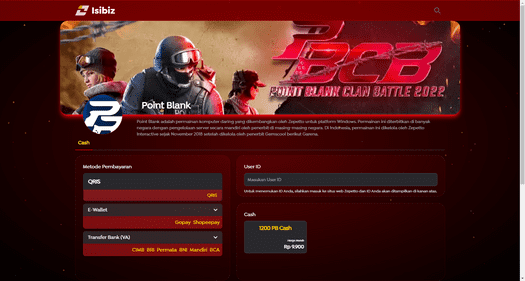 Isibiz
PBCB
POINT BLANK CLAN BATTLE 2022
Point Blank
Point Blank adalah permainan komputer daring yang dikembangkan oleh Zepetto untuk platform Windows. Permainan ini diterbitkan di banyak
negara dengan pengelolaan server secara mandiri oleh penerbit di masing-masing negara. Di Indonesia, permainan ini dikelola oleh Zepetto
Interactive sejak November 2018 setelah dikelola oleh penerbit Gemscool berikut Garena.
Cash
Metode Pembayaran
QRIS
QRIS
E-Wallet
Gopay Shopeepay
Transfer Bank (VA)
CIMB BRI Permata BNI Mandiri BCA
User ID
Masukan User ID
Untuk menemukan ID Anda, silahkan masuk ke situs web Zepetto dan ID Anda akan ditampilkan di kanan atas.
Cash
1200 PB Cash
Harga Mulai
Rp 9.900